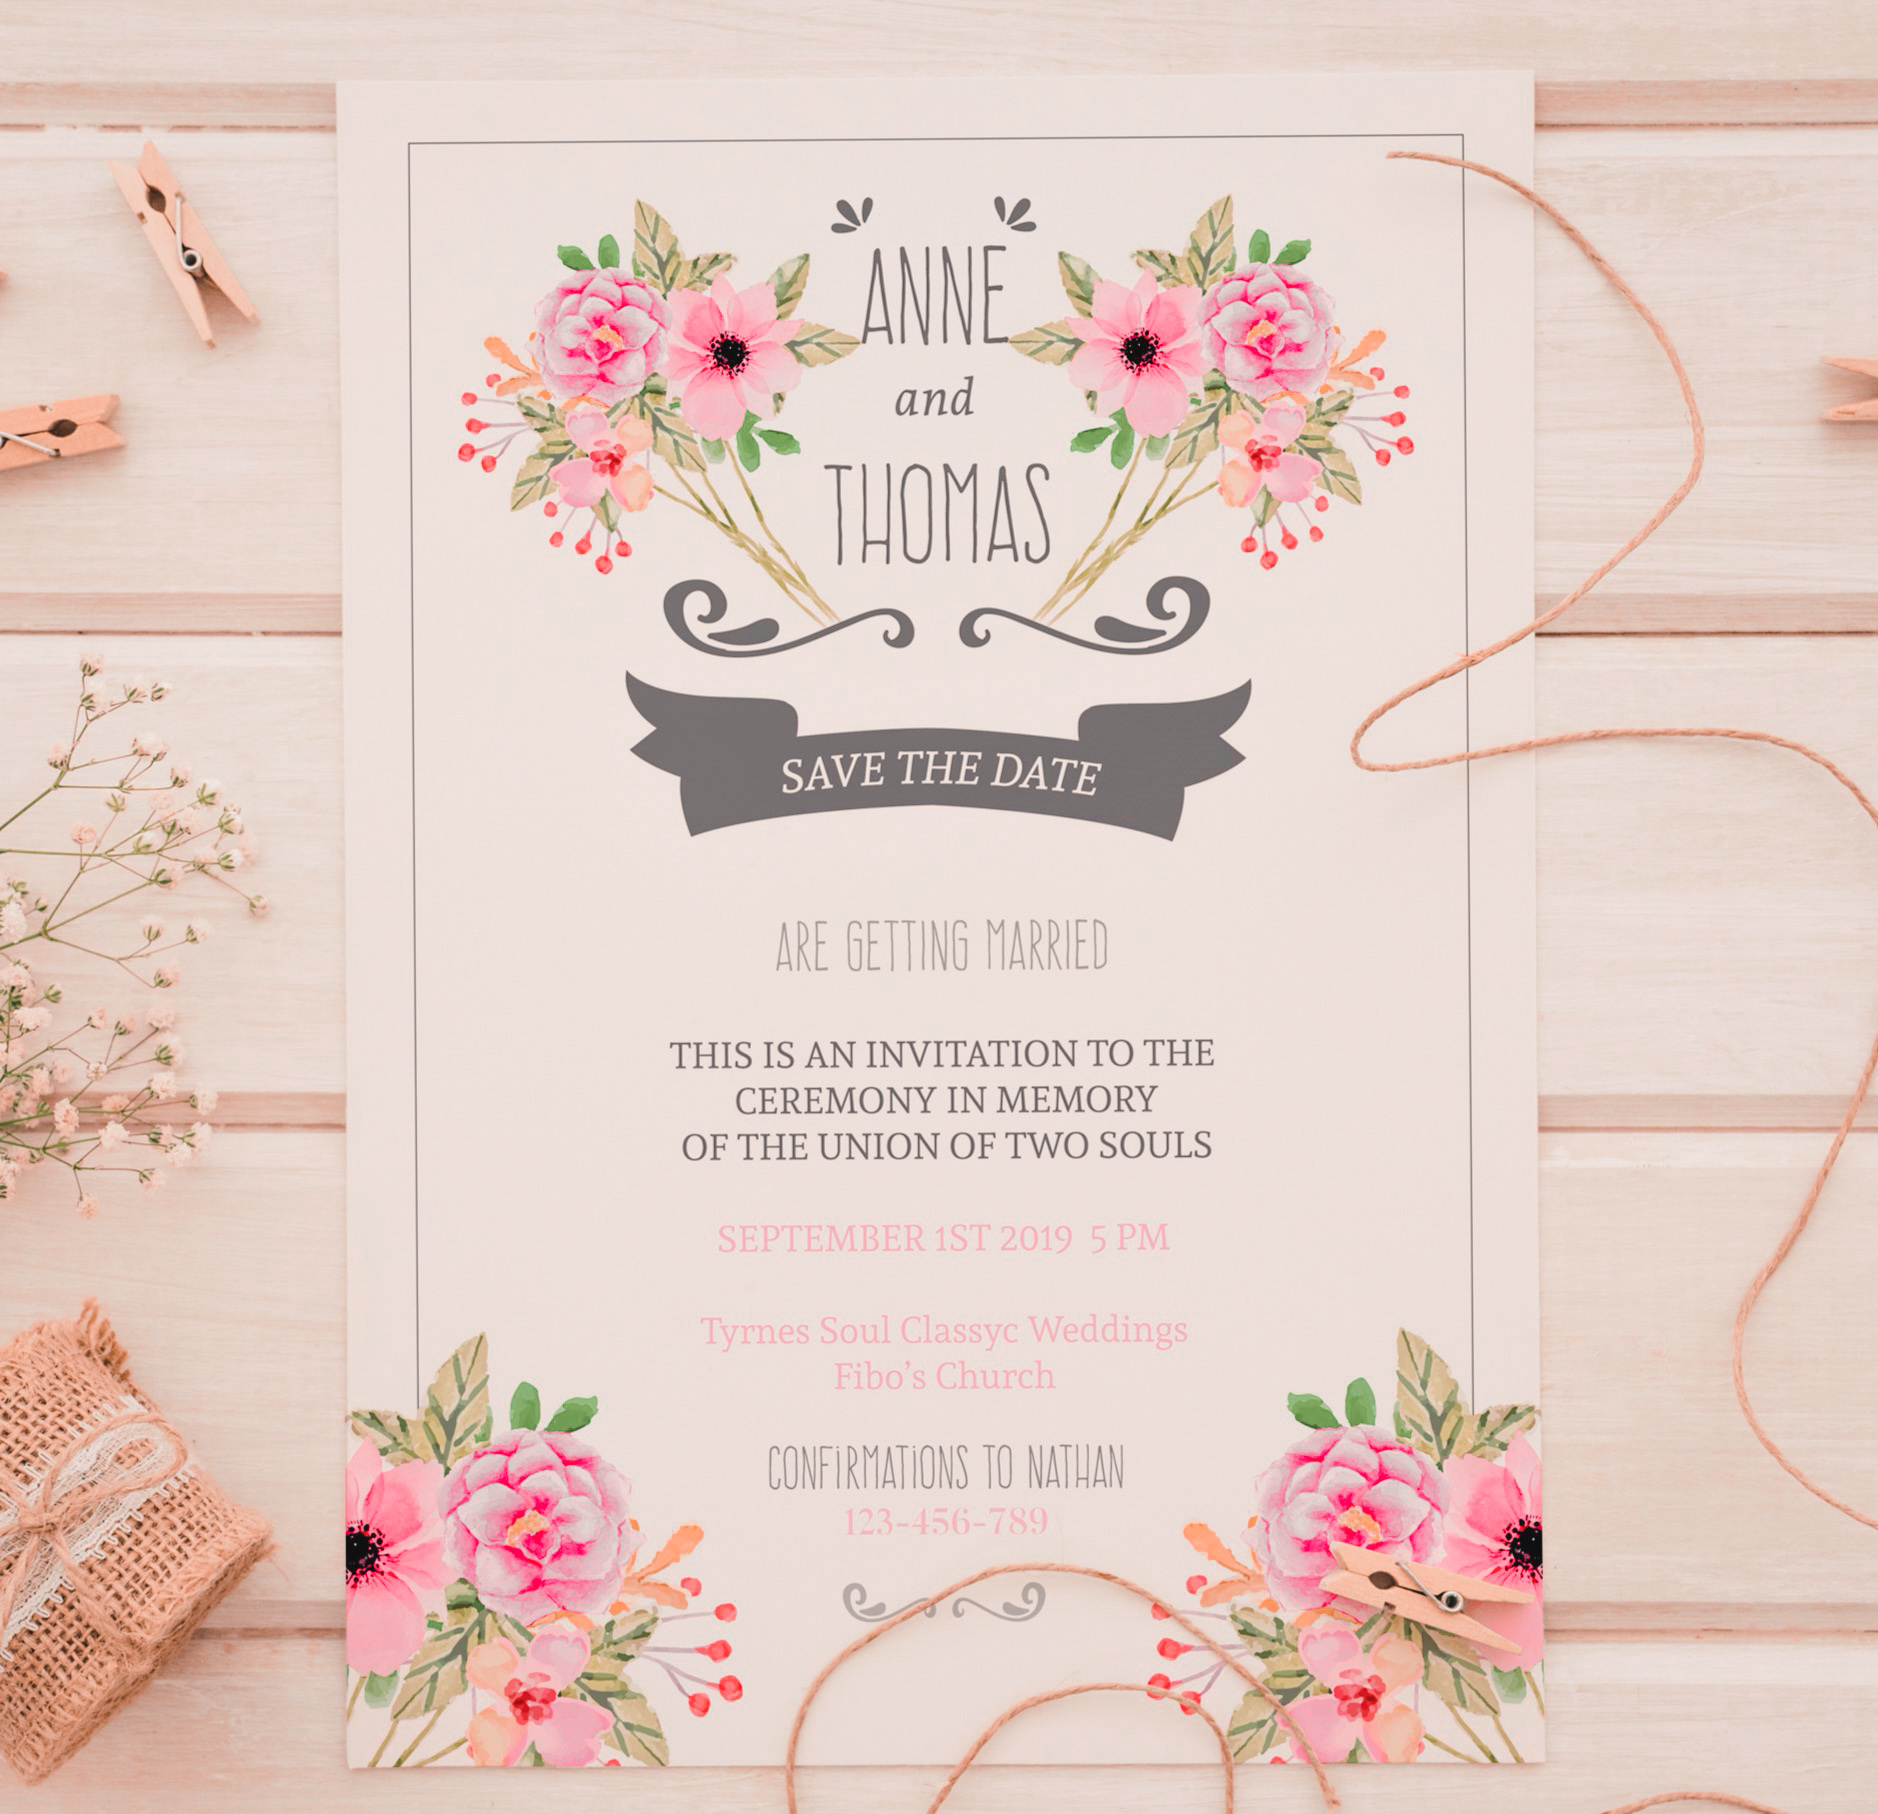 ANNE
and
THOMAS
SAVE THE DATE
ARE GETTING MARRIED
THIS IS AN INVITATION TO THE
CEREMONY IN MEMORY
OF THE UNION OF TWO SOULS
SEPTEMBER 1ST 2019 5 PM
Tyrnes Soul Classyc Weddings
Fibo's Church
CONFiRMATiONS TO NATHAN
123-456-789